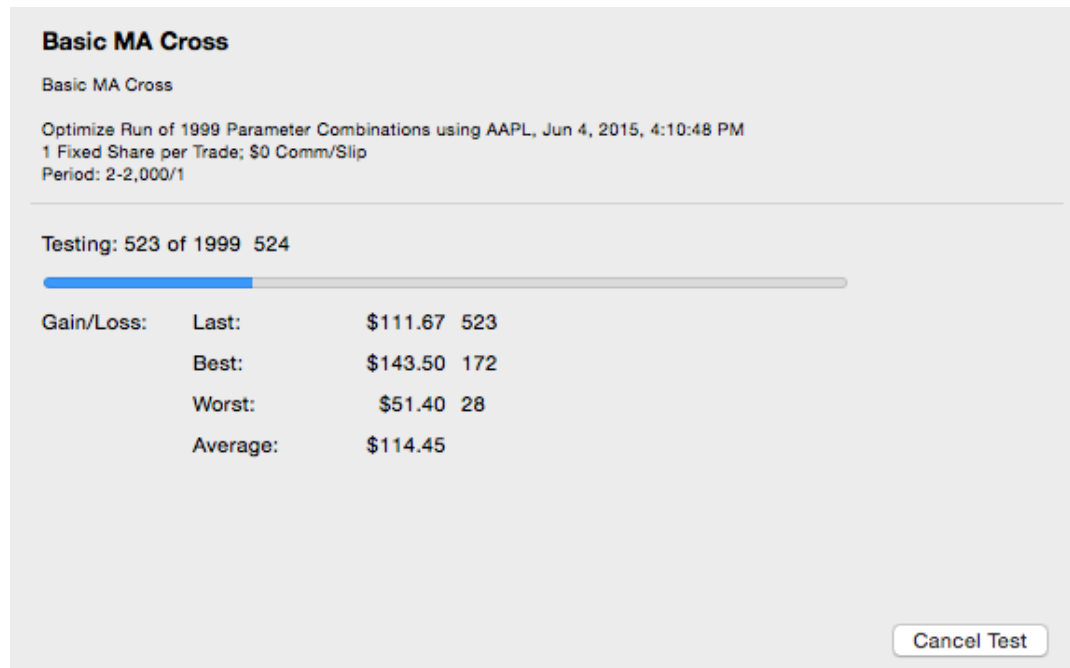 Basic MA Cross
Basic MA Cross
Optimize Run of 1999 Parameter Combinations using AAPL, Jun 4, 2015, 4:10:48 PM
1 Fixed Share per Trade; $0 Comm/Slip
Period: 2-2,000/1
Testing: 523 of 1999 524
Gain/Loss: Last: $111.67 523
Best: $143.50 172
Worst: $51.40 28
Average: $114.45
Cancel Test